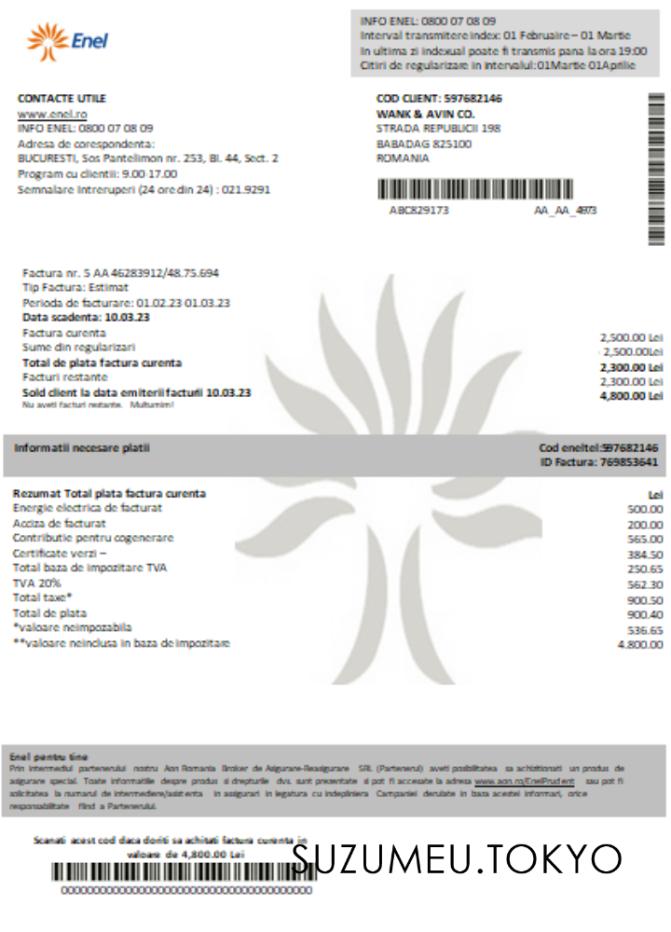 Enel
INFO ENEL: 0800 07 08 09
Interval transmitere index: 01 Februaire – 01 Martie
In ultima zi indexual poate fi transmis pana la ora 19:00
Citiri de regularizare in intervalul:01Martie 01Aprilie
CONTACTE UTILE
www.enel.ro
INFO ENEL: 0800 07 08 09
Adresa de corespondenta:
BUCURESTI, Sos Pantelimon nr. 253, Bl. 44, Sect. 2
Program cu clientii: 9.00 17.00
Semnalare Intreruperi (24 ore din 24) : 021.9291
COD CLIENT: 597682146
WANK & AVIN CO.
STRADA REPUBLICII 198
BABADAG 825100
ROMANIA
ABC829173 AA_AA_4873
Factura nr. 5 AA 46283912/48.75.694
Tip Factura: Estimat
Perioda de facturare: 01.02.23 01.03.23
Data scadenta: 10.03.23
Factura curenta 2,500.00 Lei
Sume din regularizari - 2,500.00Lei
Total de plata factura curenta 2,300.00 Lei
Facturi restante 2,300.00 Lei
Sold client la data emiterii facturii 10.03.23 4,800.00 Lei
Nu aveti facturi restante. Multumim!
Informatii necesare platii Cod eneltel:597682146
ID Factura: 769853641
Rezumat Total plata factura curenta Lei
Energie electrica de facturat 500.00
Acciza de facturat 200.00
Contributie pentru cogenerare 565.00
Certificate verzi – 384.50
Total baza de impozitare TVA 250.65
TVA 20% 562.30
Total taxe* 900.50
Total de plata 900.40
*valoare neimpozabila 536.65
**valoare neinclusa in baza de impozitare 4.800.00
Enel pentru tine
Prin intermediul partenerului nostru Aon Romania Broker de Asigurare-Reasigurare SRL (Partenerul) aveti posibilitatea sa achizitionati un produs de
asigurare special. Toate informatiile despre produs si drepturile dvs. sunt prezentate si pot fi accesate la adresa www.aon.ro/EnelPrudent sau pot fi
solicitate la numarul de intermediere/asistenta in asigurari in legatura cu indeplinira Campaniei derulate in baza acestei informari, orice
responsabilitate fiind a Partenerului.
Scanati acest cod daca doriti sa achitati factura curenta in
valoare de 4,800.00 Lei
SUZUMEU.TOKYO